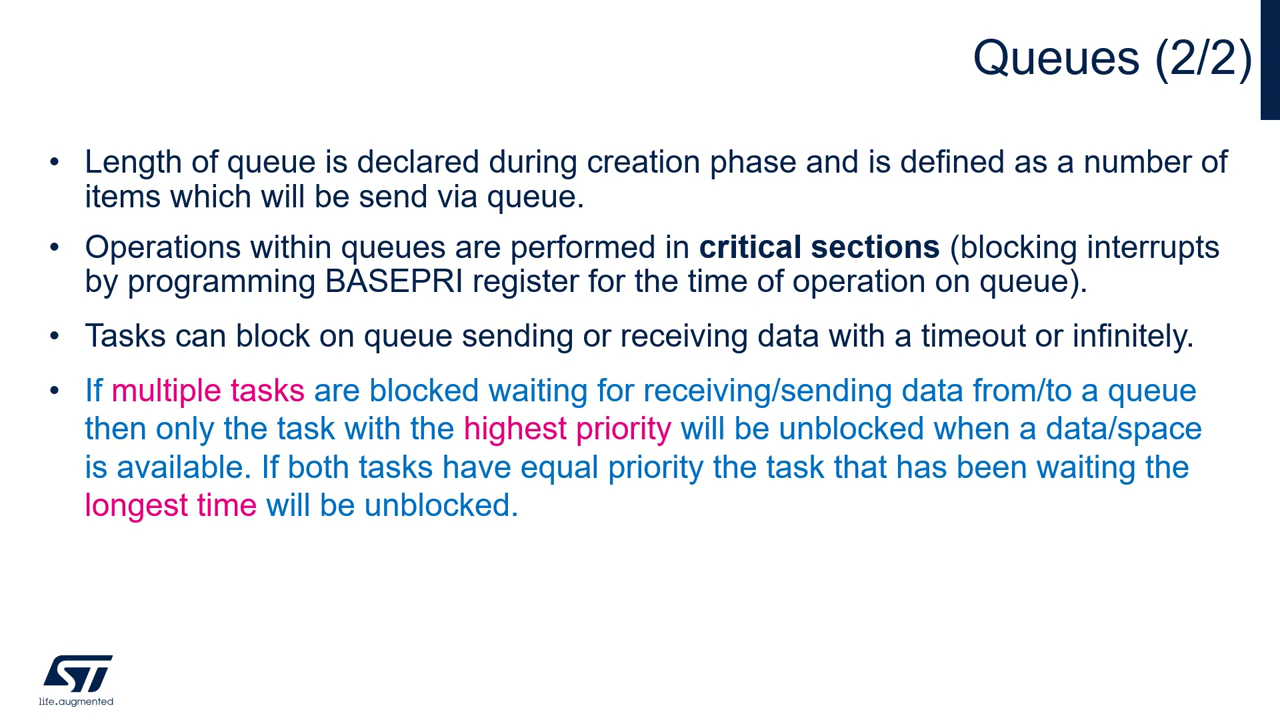 Queues (2/2)
• Length of queue is declared during creation phase and is defined as a number of
items which will be send via queue.
• Operations within queues are performed in critical sections (blocking interrupts
by programming BASEPRI register for the time of operation on queue).
• Tasks can block on queue sending or receiving data with a timeout or infinitely.
• If multiple tasks are blocked waiting for receiving/sending data from/to a queue
then only the task with the highest priority will be unblocked when a data/space
is available. If both tasks have equal priority the task that has been waiting the
longest time will be unblocked.
ST
life.augmented